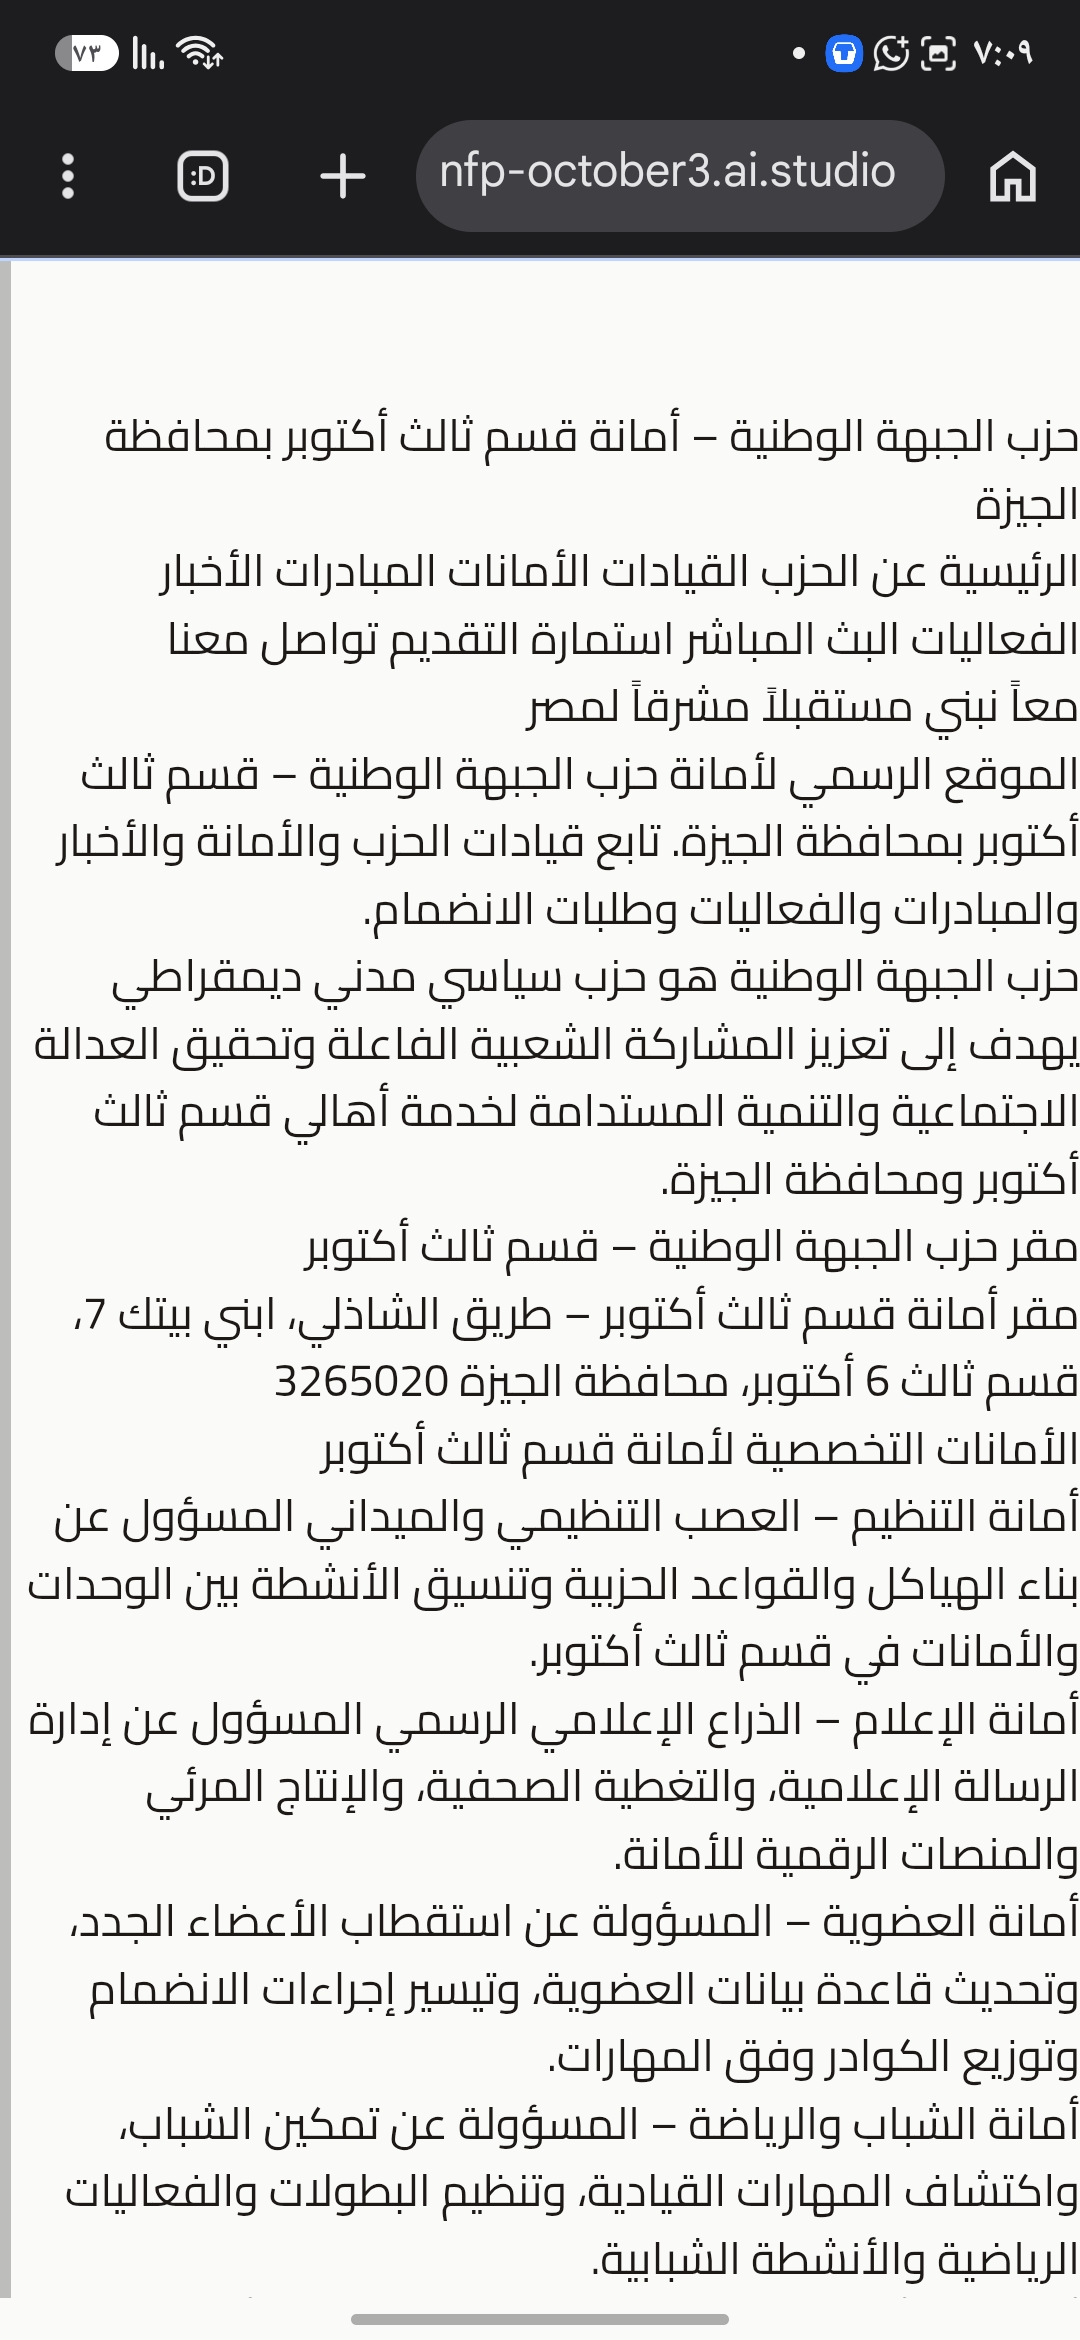 ٧:٠٩
٧٣
nfp-october3.ai.studio
:D
حزب الجبهة الوطنية – أمانة قسم ثالث أكتوبر بمحافظة
الجيزة
الرئيسية عن الحزب القيادات الأمانات المبادرات الأخبار
الفعاليات البث المباشر استمارة التقديم تواصل معنا
معاً نبني مستقبلاً مشرقاً لمصر
الموقع الرسمي لأمانة حزب الجبهة الوطنية – قسم ثالث
أكتوبر بمحافظة الجيزة. تابع قيادات الحزب والأمانة والأخبار
والمبادرات والفعاليات وطلبات الانضمام.
حزب الجبهة الوطنية هو حزب سياسي مدني ديمقراطي
يهدف إلى تعزيز المشاركة الشعبية الفاعلة وتحقيق العدالة
الاجتماعية والتنمية المستدامة لخدمة أهالي قسم ثالث
أكتوبر ومحافظة الجيزة.
مقر حزب الجبهة الوطنية – قسم ثالث أكتوبر
مقر أمانة قسم ثالث أكتوبر – طريق الشاذلي، ابني بيتك 7،
قسم ثالث 6 أكتوبر، محافظة الجيزة 3265020
الأمانات التخصصية لأمانة قسم ثالث أكتوبر
أمانة التنظيم – العصب التنظيمي والميداني المسؤول عن
بناء الهياكل والقواعد الحزبية وتنسيق الأنشطة بين الوحدات
والأمانات في قسم ثالث أكتوبر.
أمانة الإعلام – الذراع الإعلامي الرسمي المسؤول عن إدارة
الرسالة الإعلامية، والتغطية الصحفية، والإنتاج المرئي
والمنصات الرقمية للأمانة.
أمانة العضوية – المسؤولة عن استقطاب الأعضاء الجدد،
وتحديث قاعدة بيانات العضوية، وتيسير إجراءات الانضمام
وتوزيع الكوادر وفق المهارات.
أمانة الشباب والرياضة – المسؤولة عن تمكين الشباب،
واكتشاف المهارات القيادية، وتنظيم البطولات والفعاليات
الرياضية والأنشطة الشبابية.